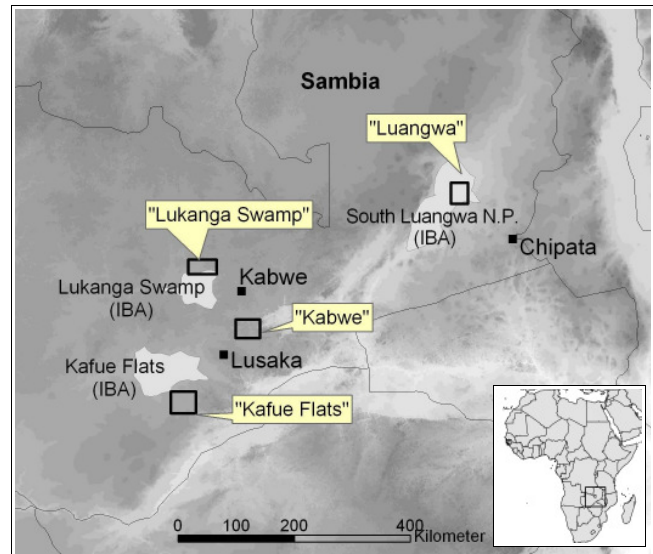 Sambia
"Luangwa"
South Luangwa N.P.
(IBA)
Chipata
"Lukanga Swamp"
Lukanga Swamp
(IBA)
Kabwe
"Kabwe"
Kafue Flats
(IBA)
Lusaka
"Kafue Flats"
0 100 200 400
Kilometer